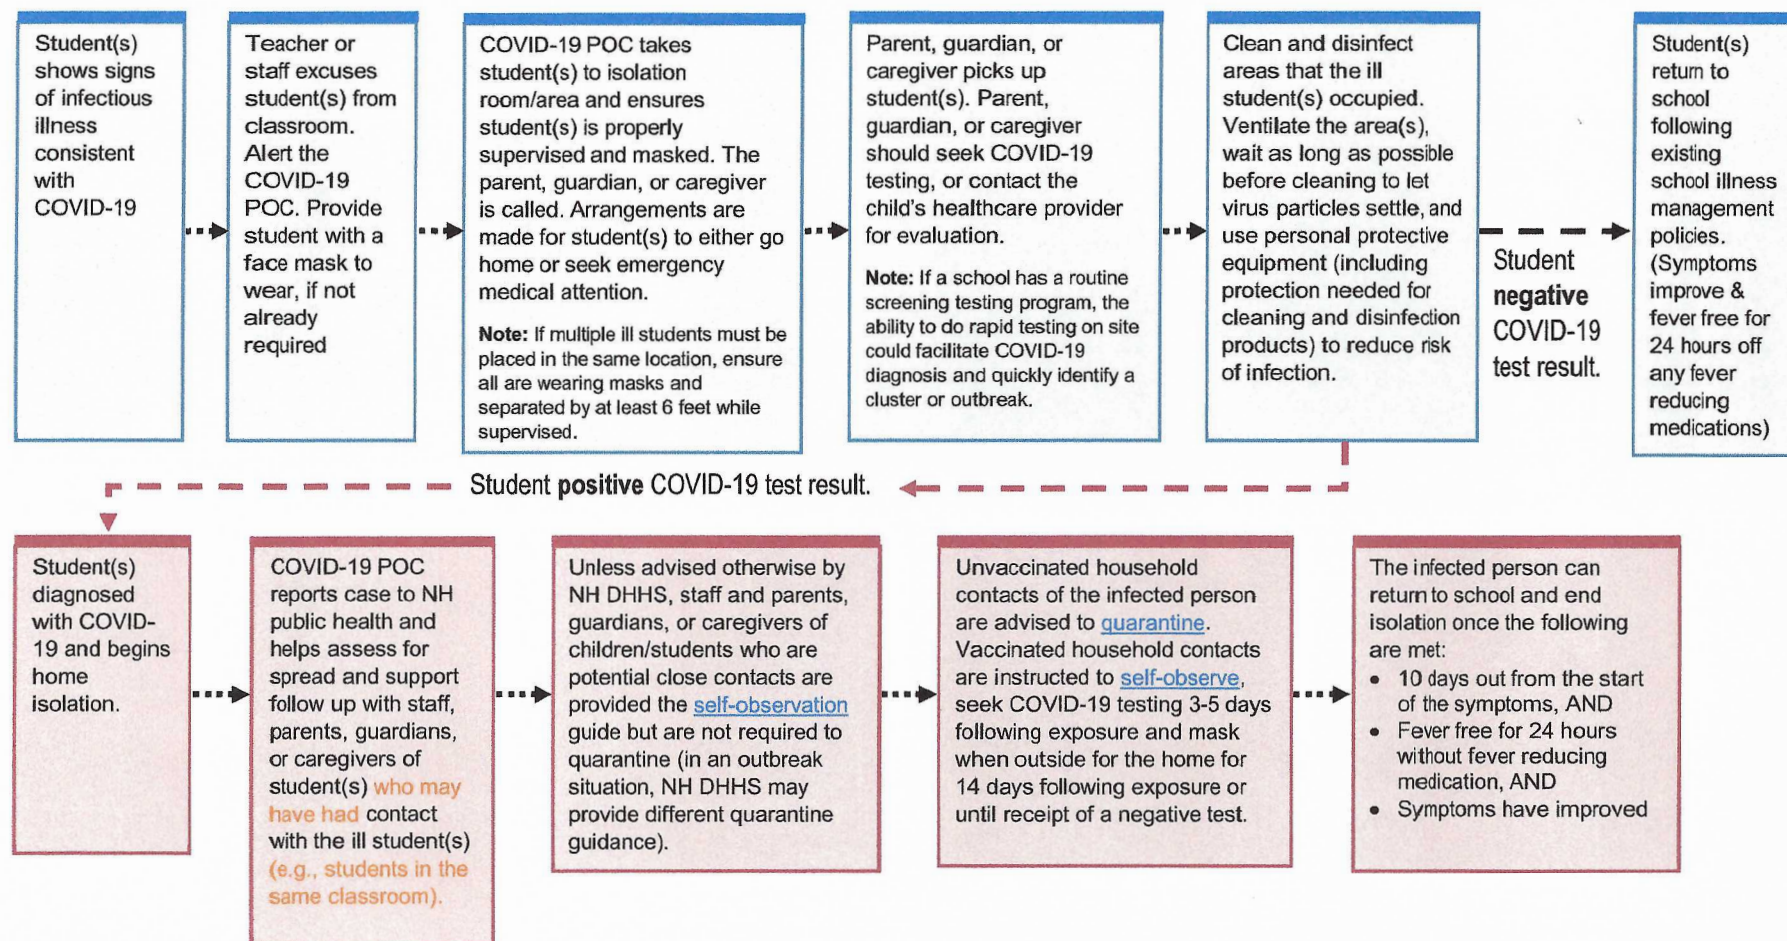 Student(s)
shows signs
of infectious
illness
consistent
with
COVID-19
Teacher or
staff excuses
student(s) from
classroom.
Alert the
COVID-19
POC. Provide
student with a
face mask to
wear, if not
already
required
COVID-19 POC takes
student(s) to isolation
room/area and ensures
student(s) is properly
supervised and masked. The
parent, guardian, or caregiver
is called. Arrangements are
made for student(s) to either go
home or seek emergency
medical attention.
Note: If multiple ill students must be
placed in the same location, ensure
all are wearing masks and
separated by at least 6 feet while
supervised.
Parent, guardian, or
caregiver picks up
student(s). Parent,
guardian, or caregiver
should seek COVID-19
testing, or contact the
child's healthcare provider
for evaluation.
Note: If a school has a routine
screening testing program, the
ability to do rapid testing on site
could facilitate COVID-19
diagnosis and quickly identify a
cluster or outbreak.
Clean and disinfect
areas that the ill
student(s) occupied.
Ventilate the area(s),
wait as long as possible
before cleaning to let
virus particles settle, and
use personal protective
equipment (including
protection needed for
cleaning and disinfection
products) to reduce risk
of infection.
Student
negative
COVID-19
test result.
Student(s)
return to
school
following
existing
school illness
management
policies.
(Symptoms
improve &
fever free for
24 hours off
any fever
reducing
medications)
Student positive COVID-19 test result.
Student(s)
diagnosed
with COVID-
19 and begins
home
isolation.
COVID-19 POC
reports case to NH
public health and
helps assess for
spread and support
follow up with staff,
parents, guardians,
or caregivers of
student(s) who may
have had contact
with the ill student(s)
(e.g., students in the
same classroom).
Unless advised otherwise by
NH DHHS, staff and parents,
guardians, or caregivers of
children/students who are
potential close contacts are
provided the self-observation
guide but are not required to
quarantine (in an outbreak
situation, NH DHHS may
provide different quarantine
guidance).
Unvaccinated household
contacts of the infected person
are advised to quarantine.
Vaccinated household contacts
are instructed to self-observe,
seek COVID-19 testing 3-5 days
following exposure and mask
when outside for the home for
14 days following exposure or
until receipt of a negative test.
The infected person can
return to school and end
isolation once the following
are met:
• 10 days out from the start
of the symptoms, AND
• Fever free for 24 hours
without fever reducing
medication, AND
• Symptoms have improved